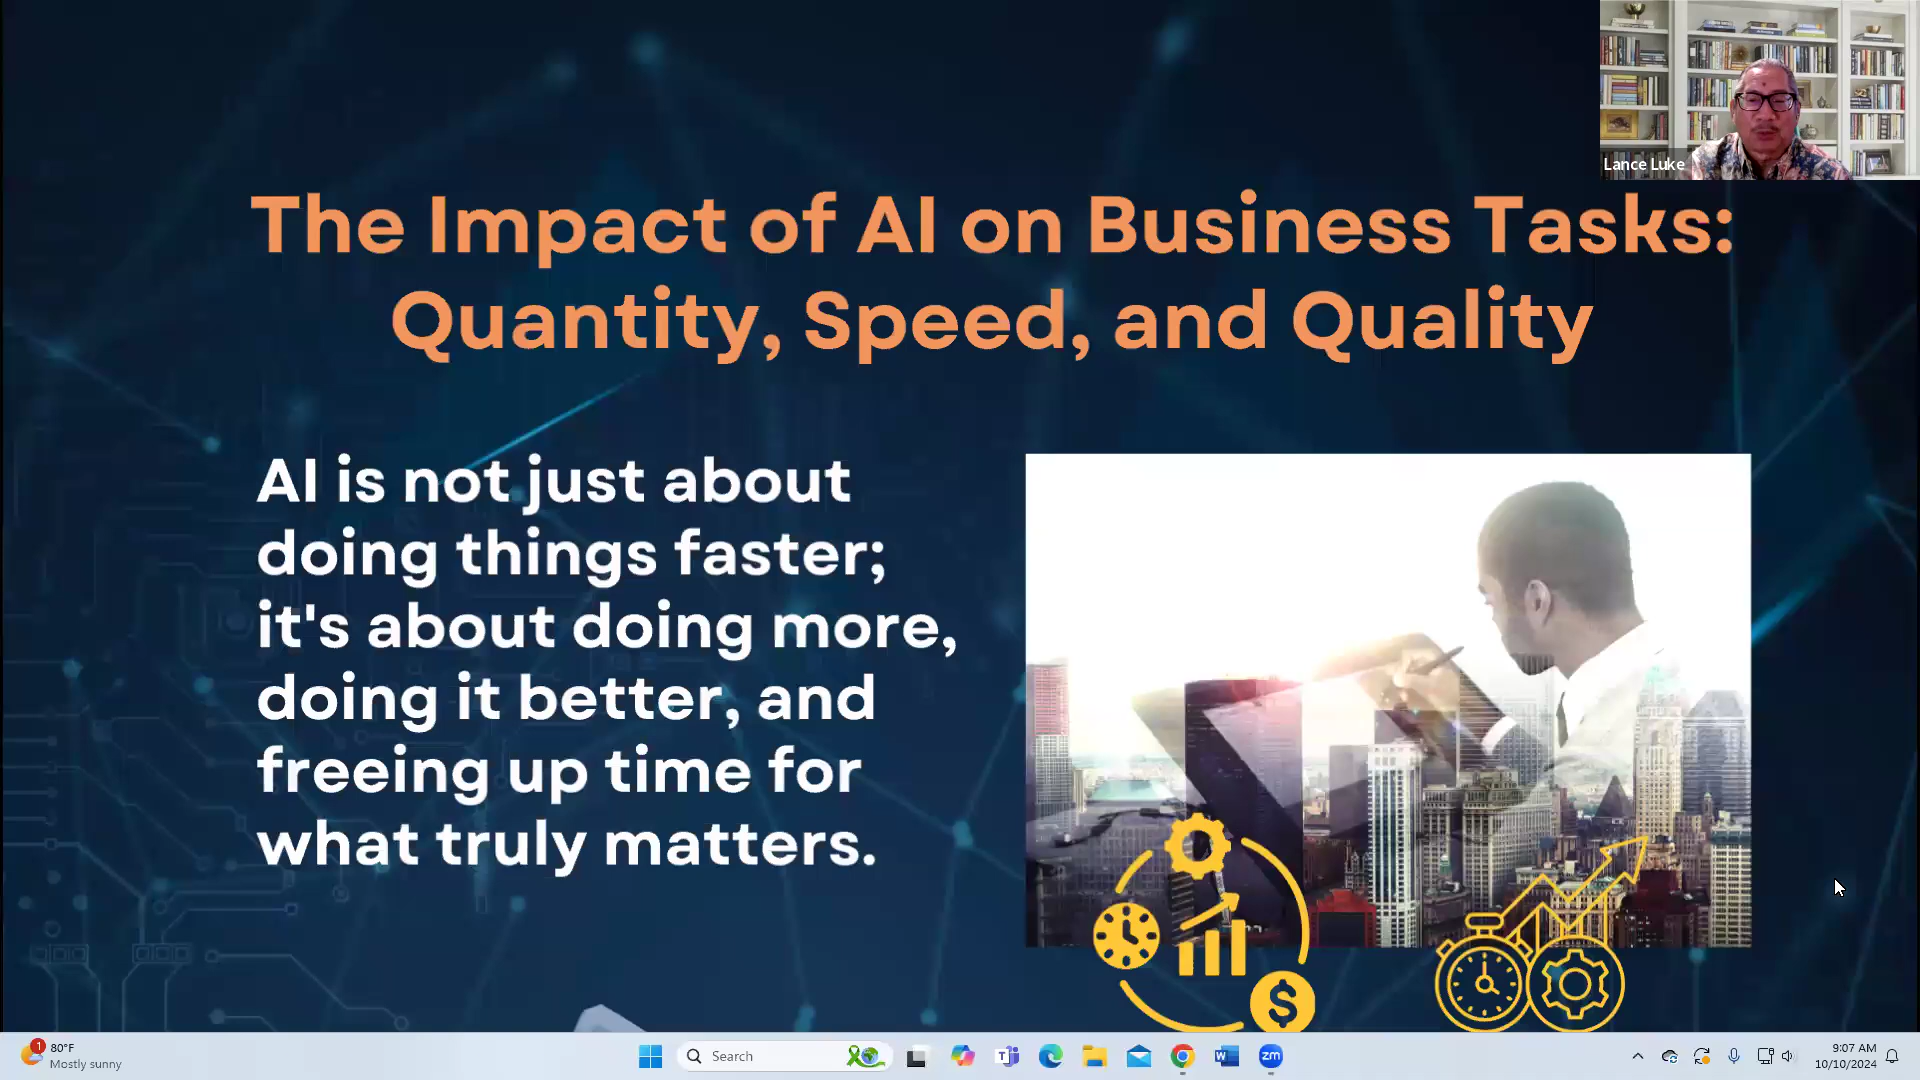 Lance Luke
The Impact of AI on Business Tasks:
Quantity, Speed, and Quality
AI is not just about
doing things faster;
it's about doing more,
doing it better, and
freeing up time for
what truly matters.
$
1
80°F
Mostly sunny
Search
T
W
zm
9:07 AM
10/10/2024